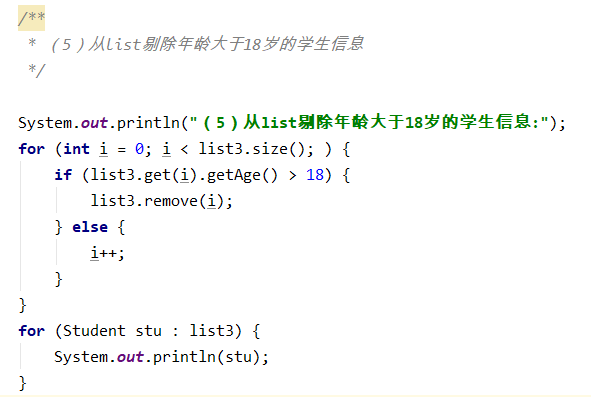 /**
 * （5）从list剔除年龄大于18岁的学生信息
 */
System.out.println("（5）从list剔除年龄大于18岁的学生信息:");
for (int i = 0; i < list3.size(); ) {
    if (list3.get(i).getAge() > 18) {
        list3.remove(i);
    } else {
        i++;
    }
}
for (Student stu : list3) {
    System.out.println(stu);
}